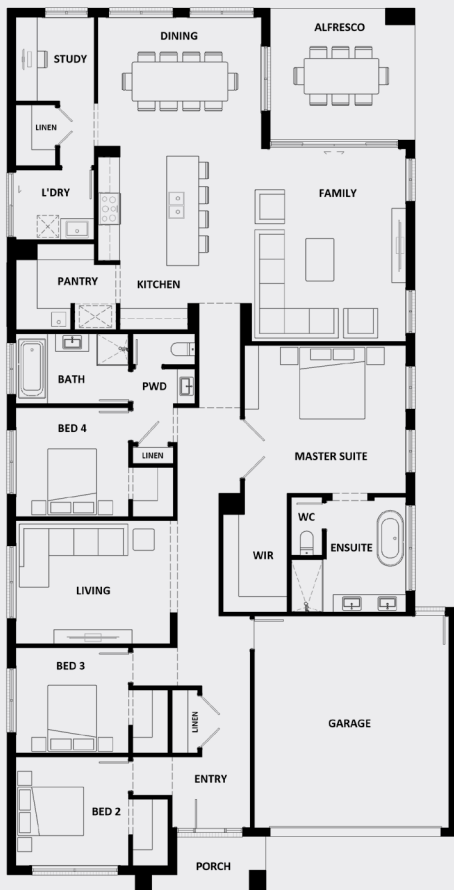 DINING
ALFRESCO
STUDY
LINEN
L'DRY
FAMILY
PANTRY
KITCHEN
BATH
PWD
BED 4
LINEN
MASTER SUITE
WC
ENSUITE
WIR
LIVING
BED 3
LINEN
GARAGE
ENTRY
BED 2
PORCH